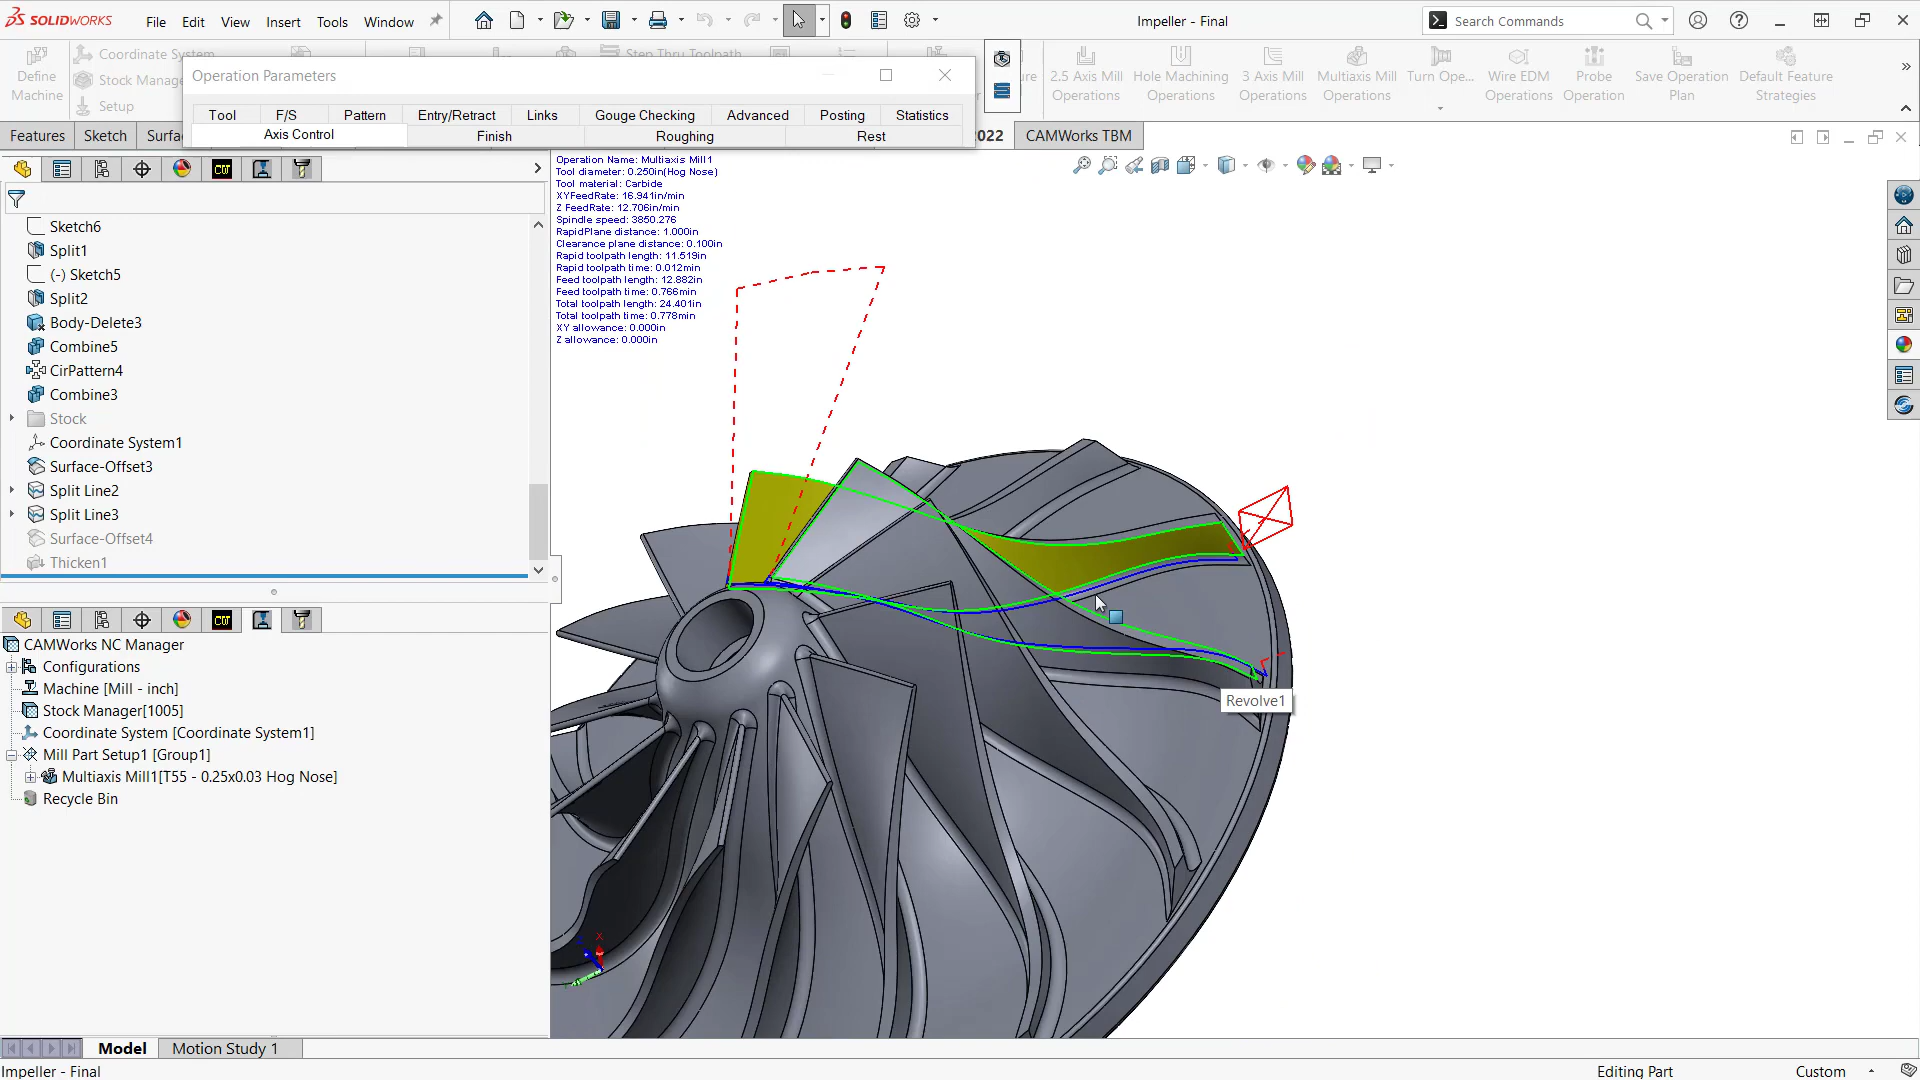 SOLIDWORKS File Edit View Insert Tools Window Impeller - Final Search Commands
Define Machine
Coordinate System
Stock Manage
Setup
Step Thru Toolpath
2.5 Axis Mill Operations
Hole Machining Operations
3 Axis Mill Operations
Multiaxis Mill Operations
Turn Ope...
Wire EDM Operations
Probe Operation
Save Operation Plan
Default Feature Strategies
Operation Parameters
Tool F/S Pattern Entry/Retract Links Gouge Checking Advanced Posting Statistics
Axis Control Finish Roughing Rest
Features Sketch Surfac 2022 CAMWorks TBM
Operation Name: Multiaxis Mill1
Tool diameter: 0.250in(Hog Nose)
Tool material: Carbide
XYFeedRate: 16.941in/min
Z FeedRate: 12.706in/min
Spindle speed: 3850.276
RapidPlane distance: 1.000in
Clearance plane distance: 0.100in
Rapid toolpath length: 11.519in
Rapid toolpath time: 0.012min
Feed toolpath length: 12.882in
Feed toolpath time: 0.766min
Total toolpath length: 24.401in
Total toolpath time: 0.778min
XY allowance: 0.000in
Z allowance: 0.000in
Sketch6
Split1
(-) Sketch5
Split2
Body-Delete3
Combine5
CirPattern4
Combine3
Stock
Coordinate System1
Surface-Offset3
Split Line2
Split Line3
Surface-Offset4
Thicken1
CAMWorks NC Manager
Configurations
Machine [Mill - inch]
Stock Manager[1005]
Coordinate System [Coordinate System1]
Mill Part Setup1 [Group1]
Multiaxis Mill1[T55 - 0.25x0.03 Hog Nose]
Recycle Bin
Revolve1
X
Model Motion Study 1
Impeller - Final Editing Part Custom